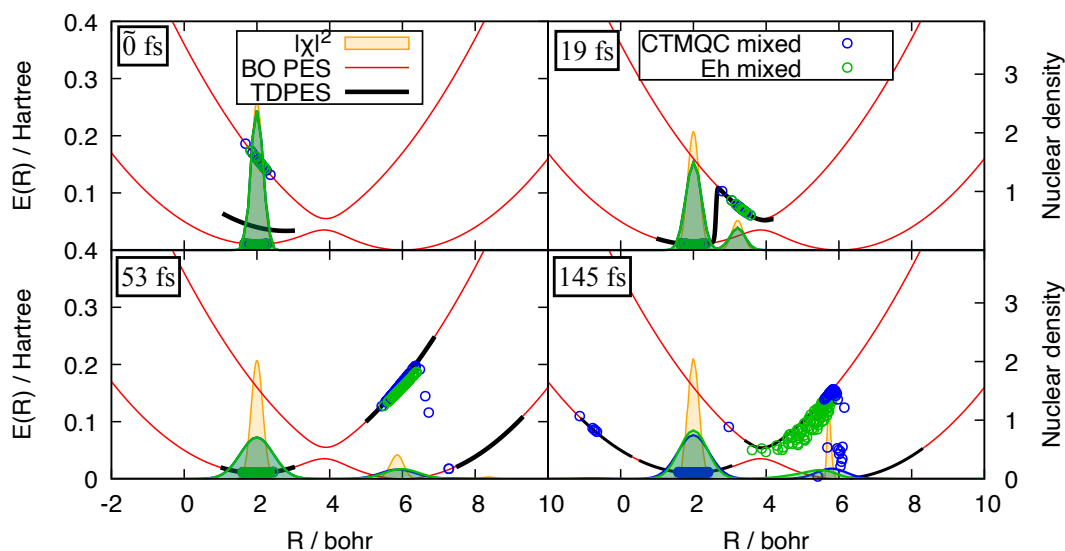 0.4
0.3
0.2
0.1
0.4
E(R) / Hartree
0̃ fs
|χ|²
BO PES
TDPES
19 fs
CTMQC mixed
Eh mixed
3
2
1
0
Nuclear density
0.3
0.2
0.1
0
E(R) / Hartree
53 fs
145 fs
3
2
1
0
Nuclear density
-2 0 2 4 6 8 10 0 2 4 6 8 10
R / bohr R / bohr